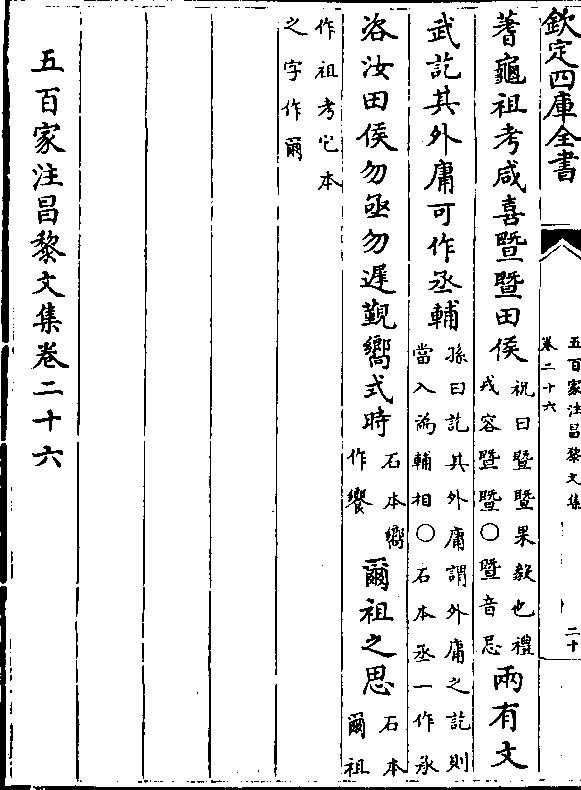 欽定四庫全書
五百家注昌黎文集
卷二十六
二十
蓍龜祖考咸喜暨暨田侯祝曰暨暨果毅也禮戎容暨暨〇暨音忌兩有文
武訖其外庸可作丞輔孫曰訖其外庸謂外庸之訖則當入為輔相〇石本丞一作承
洛汝田侯勿亟勿遲覲嚮式時石本嚮作饗爾祖之思石本爾祖
作祖考它本之字作爾
五百家注昌黎文集卷二十六